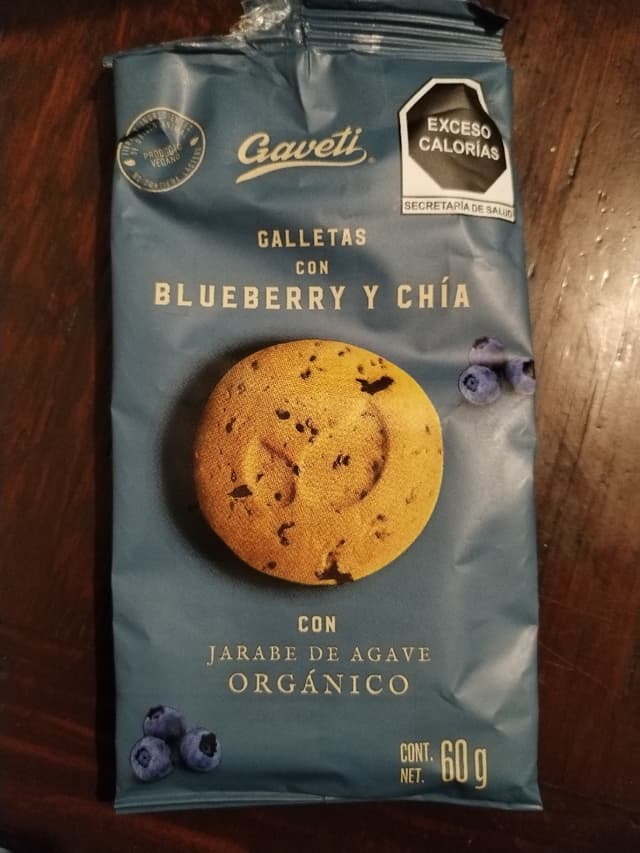 Gaveti
PRODUCTO
VEGANO
EXCESO
CALORÍAS
SECRETARÍA DE SALUD
GALLETAS
CON
BLUEBERRY Y CHÍA
CON
JARABE DE AGAVE
ORGÁNICO
CONT.
NET.
60 g